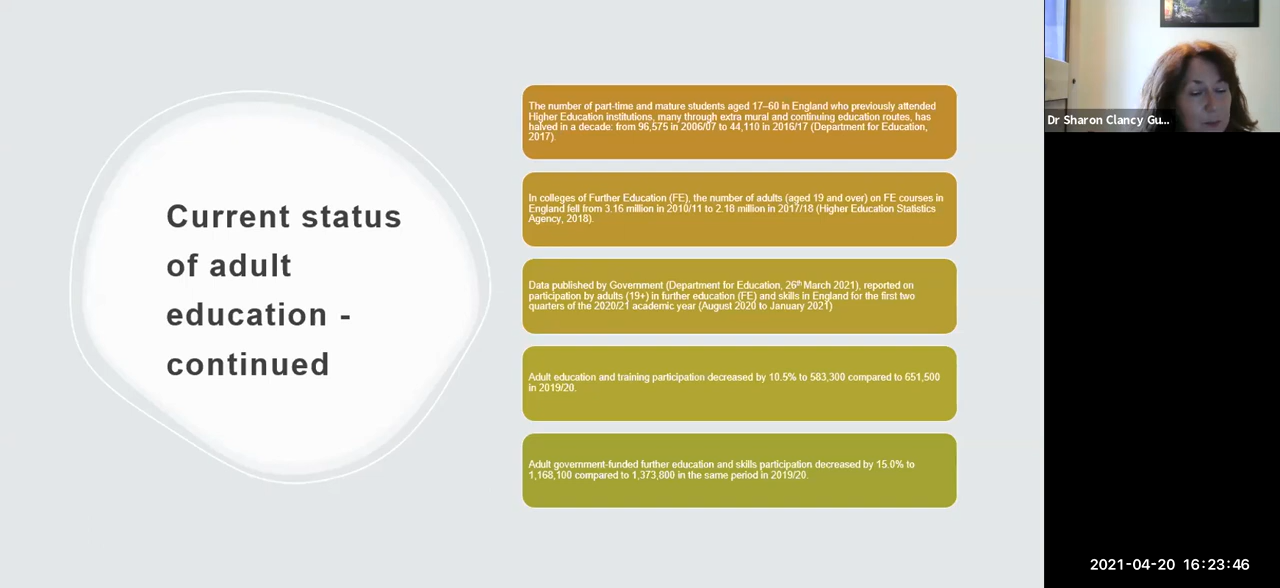 Current status
of adult
education -
continued
The number of part-time and mature students aged 17–60 in England who previously attended
Higher Education institutions, many through extra mural and continuing education routes, has
halved in a decade: from 96,575 in 2006/07 to 44,110 in 2016/17 (Department for Education,
2017).
In colleges of Further Education (FE), the number of adults (aged 19 and over) on FE courses in
England fell from 3.16 million in 2010/11 to 2.18 million in 2017/18 (Higher Education Statistics
Agency, 2018).
Data published by Government (Department for Education, 26th March 2021), reported on
participation by adults (19+) in further education (FE) and skills in England for the first two
quarters of the 2020/21 academic year (August 2020 to January 2021)
Adult education and training participation decreased by 10.5% to 583,300 compared to 651,500
in 2019/20.
Adult government-funded further education and skills participation decreased by 15.0% to
1,168,100 compared to 1,373,800 in the same period in 2019/20.
Dr Sharon Clancy Gu...
2021-04-20 16:23:46